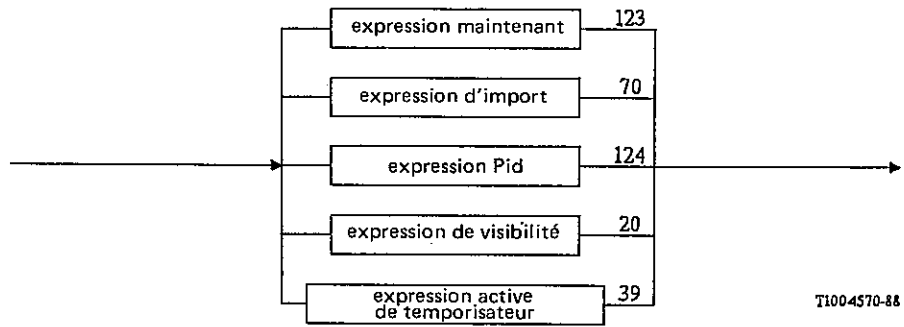 expression maintenant 123
expression d'import 70
expression Pid 124
expression de visibilité 20
expression active 39
de temporisateur
T1004570-88